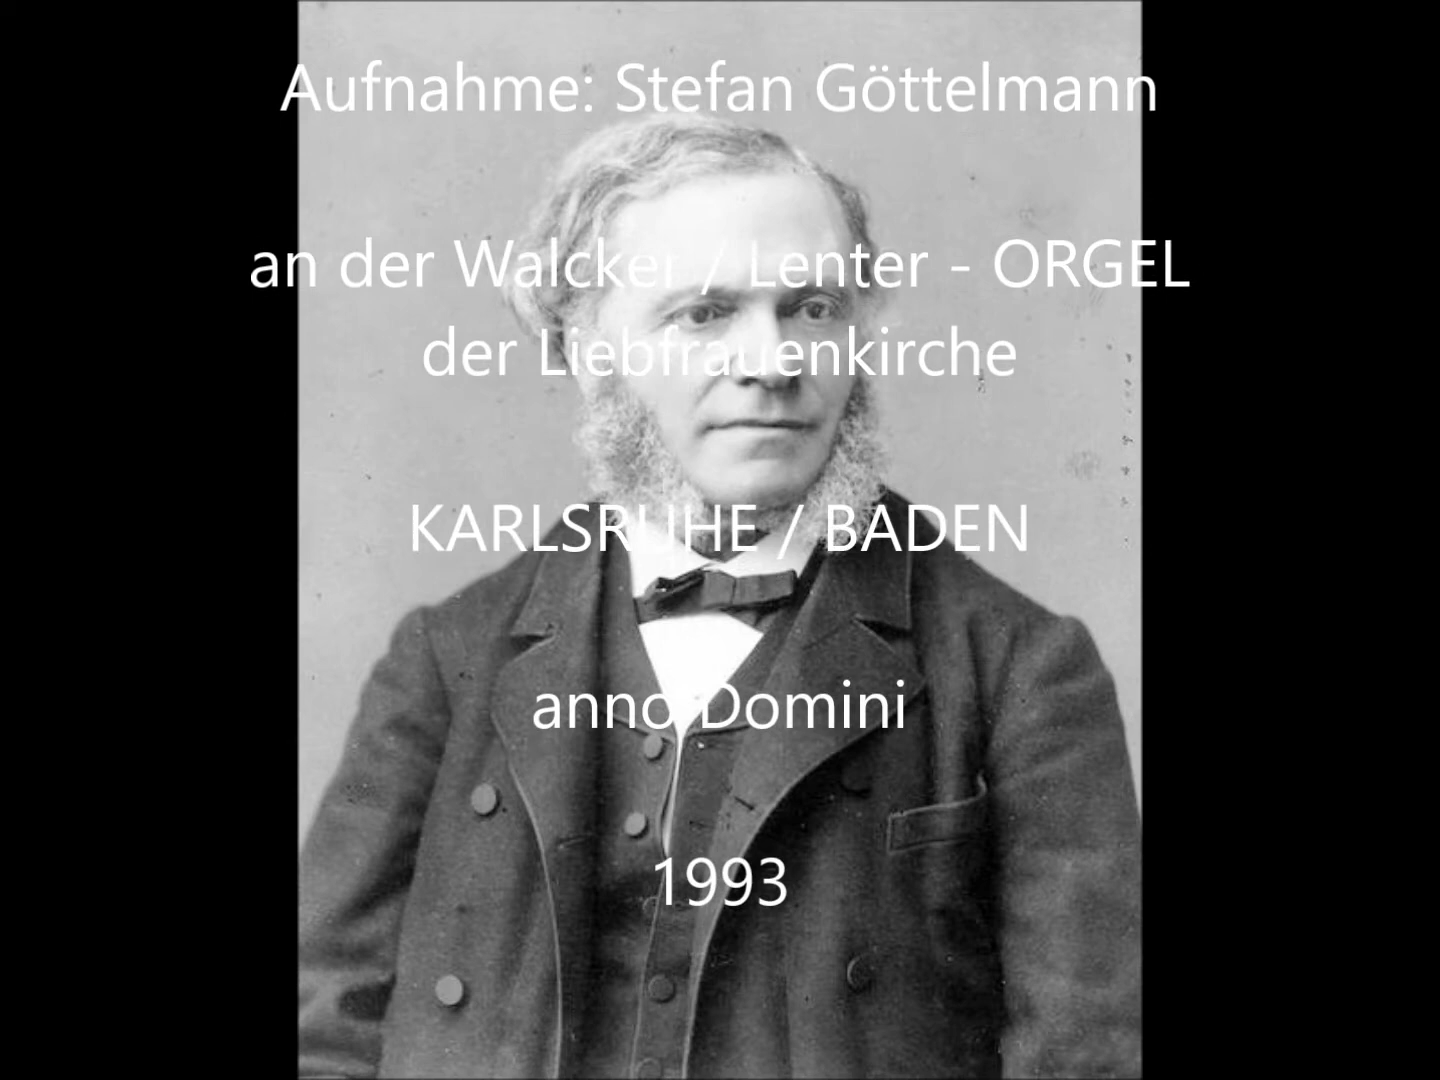 Aufnahme: Stefan Göttelmann
an der Walcker / Lenter - ORGEL
der Liebfrauenkirche
KARLSRUHE / BADEN
anno Domini
1993